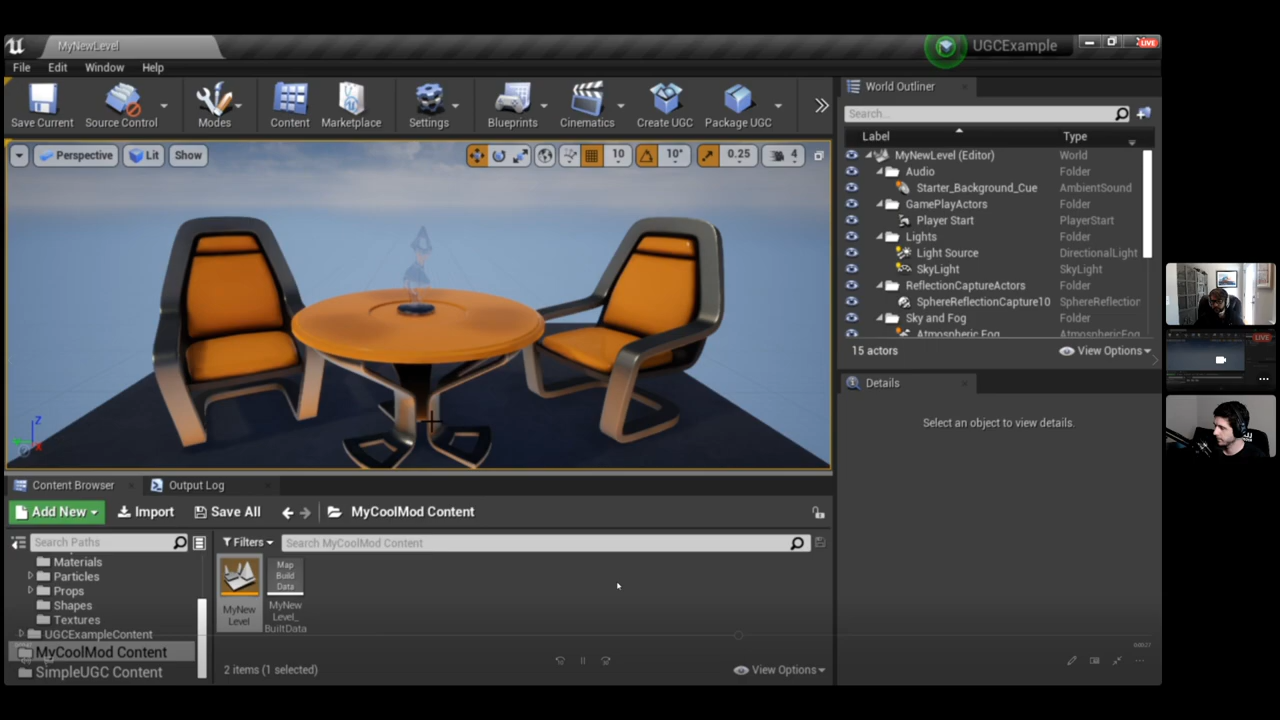 MyNewLevel
UGCExample
LIVE
File Edit Window Help
Save Current Source Control Modes Content Marketplace Settings Blueprints Cinematics Create UGC Package UGC
Perspective Lit Show 10 10° 0.25 4
World Outliner
Search...
Label Type
MyNewLevel (Editor) World
Audio Folder
Starter_Background_Cue AmbientSound
GamePlayActors Folder
Player Start PlayerStart
Lights Folder
Light Source DirectionalLight
SkyLight SkyLight
ReflectionCaptureActors Folder
SphereReflectionCapture10 SphereReflection
Sky and Fog Folder
Atmospheric Fog AtmosphericFog
15 actors View Options
Details
Select an object to view details.
LIVE
Z
Content Browser Output Log
Add New Import Save All MyCoolMod Content
Search Paths Filters Search MyCoolMod Content
Materials
Particles
Props
Shapes
Textures
UGCExampleContent
MyCoolMod Content
SimpleUGC Content
MyNew
Level
Map
Build
Data
MyNew
Level_
BuiltData
2 items (1 selected) View Options